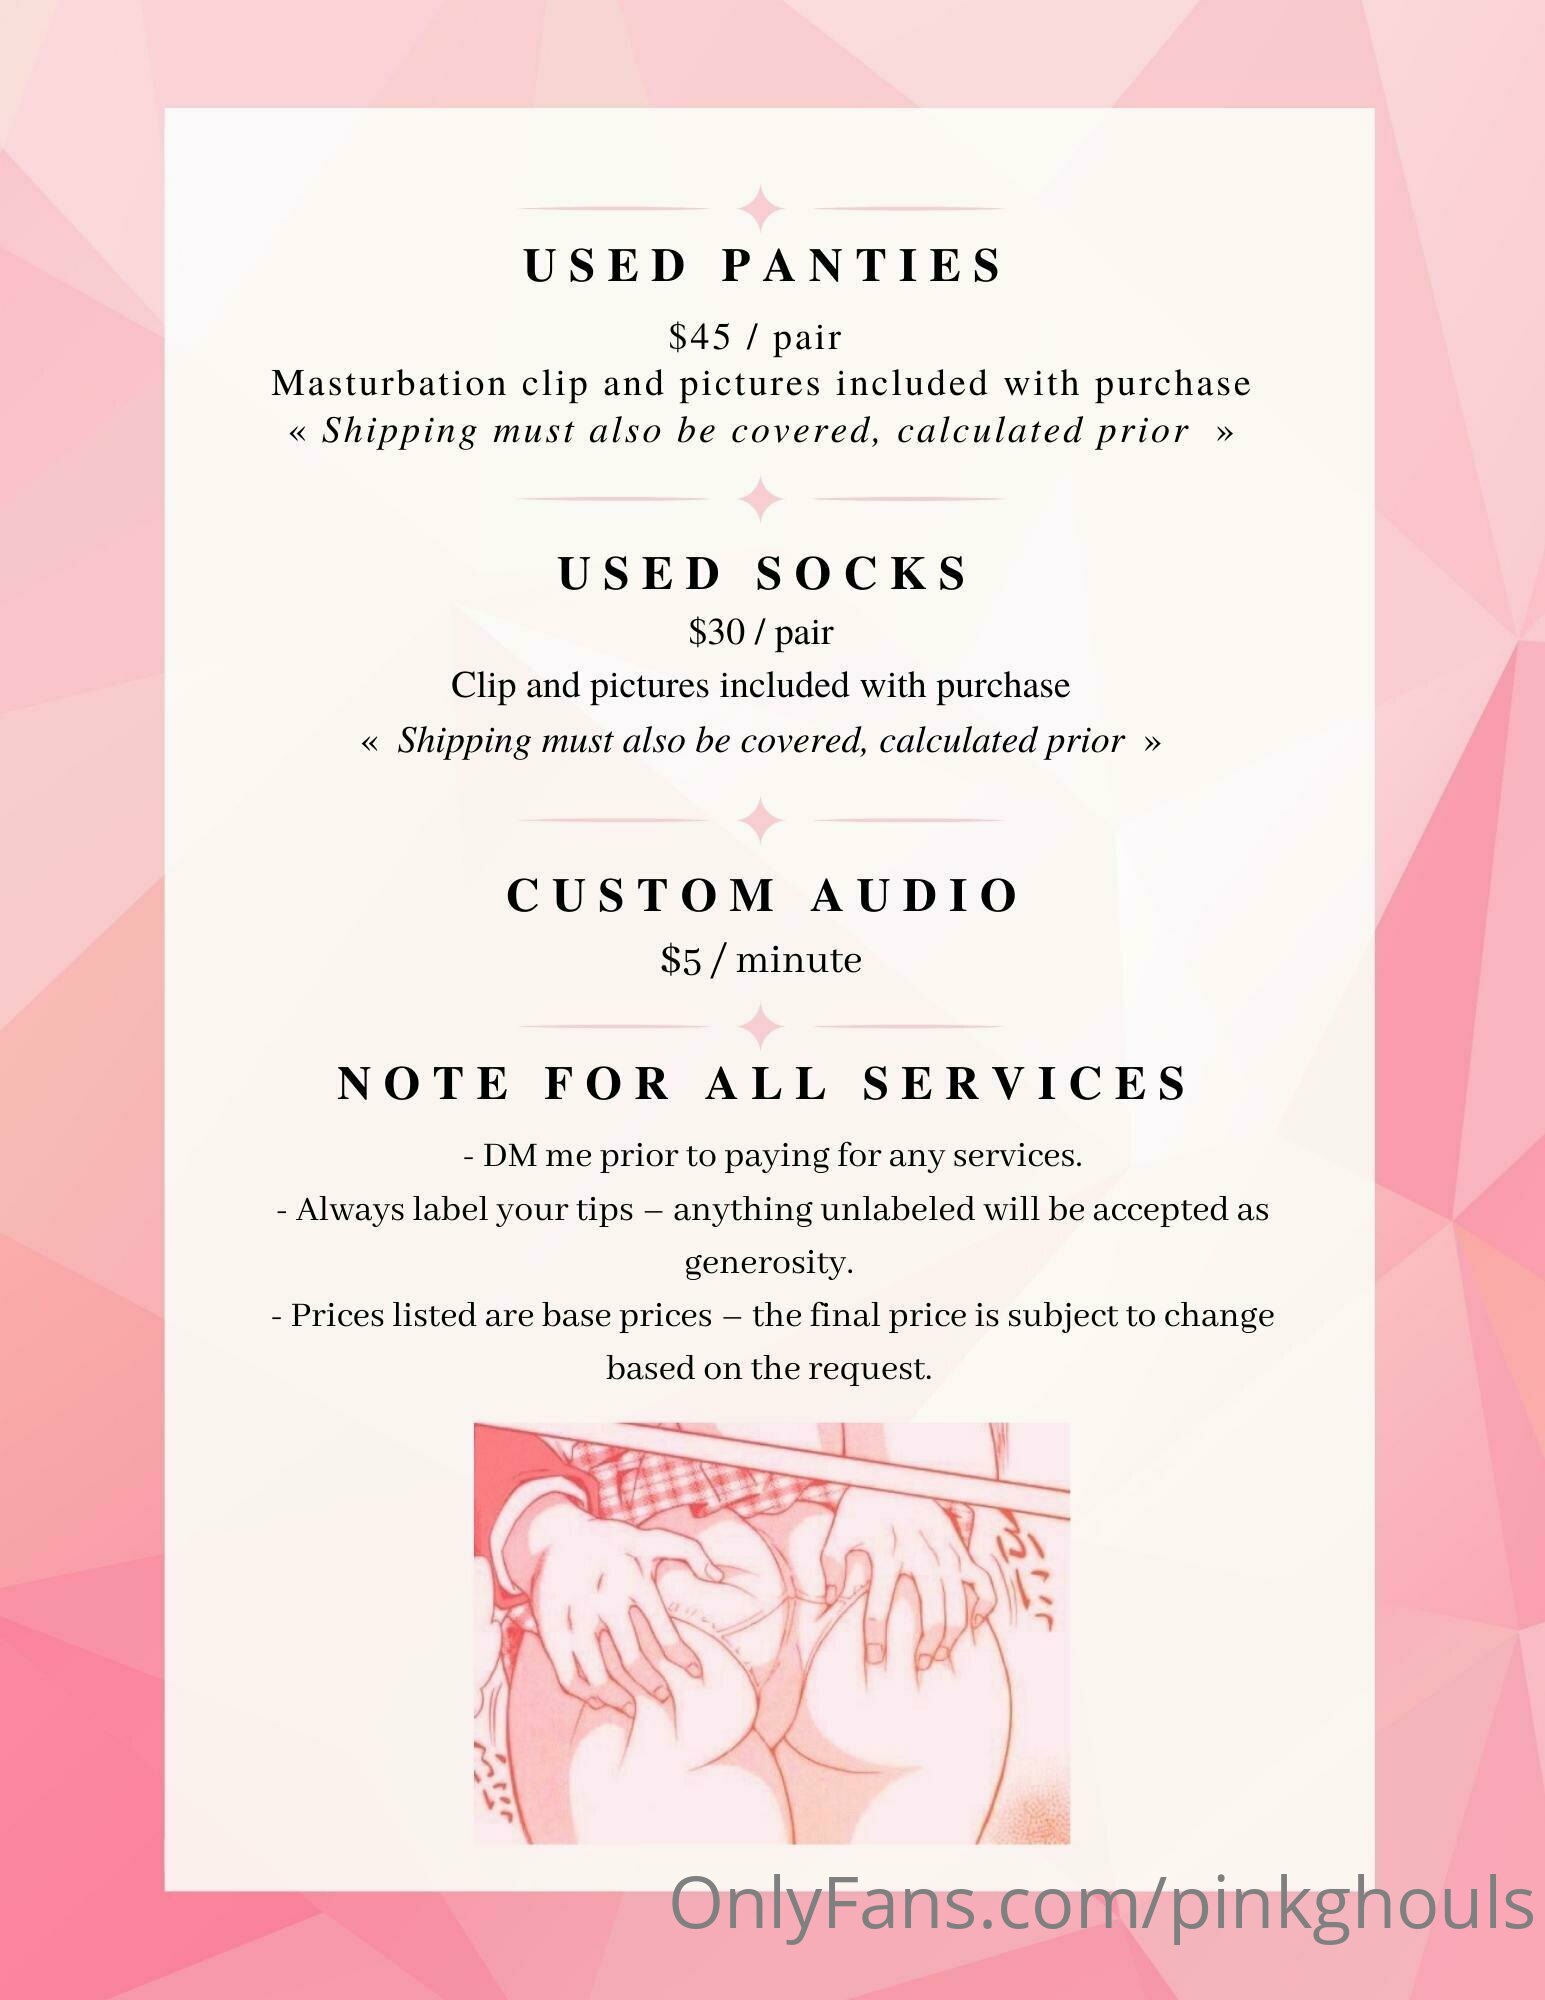 USED PANTIES
$45 / pair
Masturbation clip and pictures included with purchase
« Shipping must also be covered, calculated prior »
USED SOCKS
$30 / pair
Clip and pictures included with purchase
« Shipping must also be covered, calculated prior »
CUSTOM AUDIO
$5 / minute
NOTE FOR ALL SERVICES
- DM me prior to paying for any services.
- Always label your tips – anything unlabeled will be accepted as
generosity.
- Prices listed are base prices – the final price is subject to change
based on the request.
ふにっ
OnlyFans.com/pinkghouls